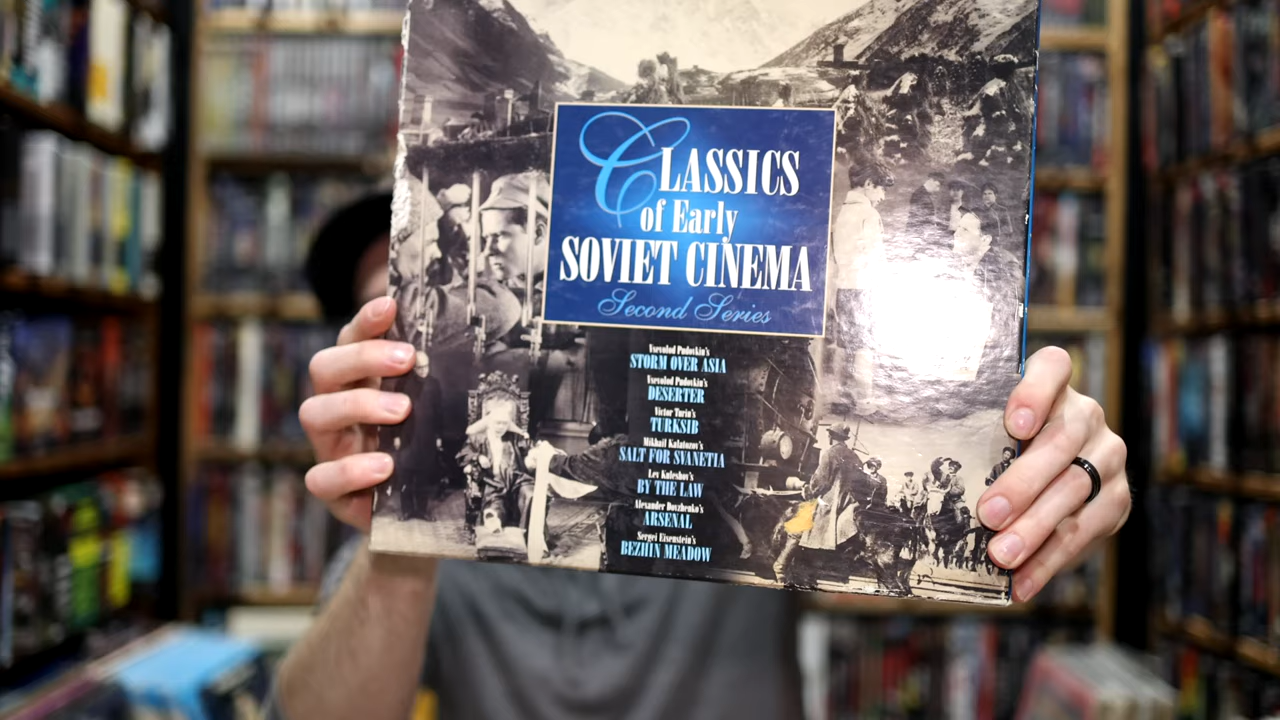 CLASSICS
of Early
SOVIET CINEMA
Second Series
Vsevolod Pudovkin's
STORM OVER ASIA
Vsevolod Pudovkin's
DESERTER
Victor Turin's
TURKSIB
Mikhail Kalatozov's
SALT FOR SVANETIA
Lev Kuleshov's
BY THE LAW
Alexander Dovzhenko's
ARSENAL
Sergei Eisenstein's
BEZHIN MEADOW